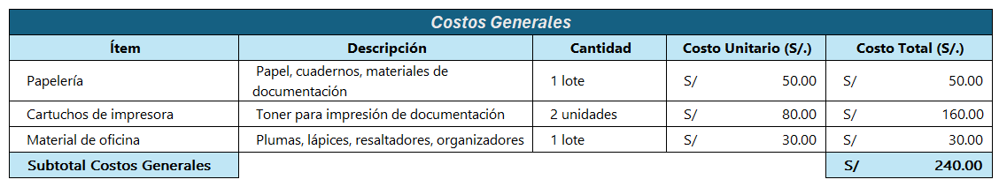 Costos Generales
Ítem Descripción Cantidad Costo Unitario (S/.) Costo Total (S/.)
Papelería Papel, cuadernos, materiales de documentación 1 lote S/ 50.00 S/ 50.00
Cartuchos de impresora Toner para impresión de documentación 2 unidades S/ 80.00 S/ 160.00
Material de oficina Plumas, lápices, resaltadores, organizadores 1 lote S/ 30.00 S/ 30.00
Subtotal Costos Generales S/ 240.00